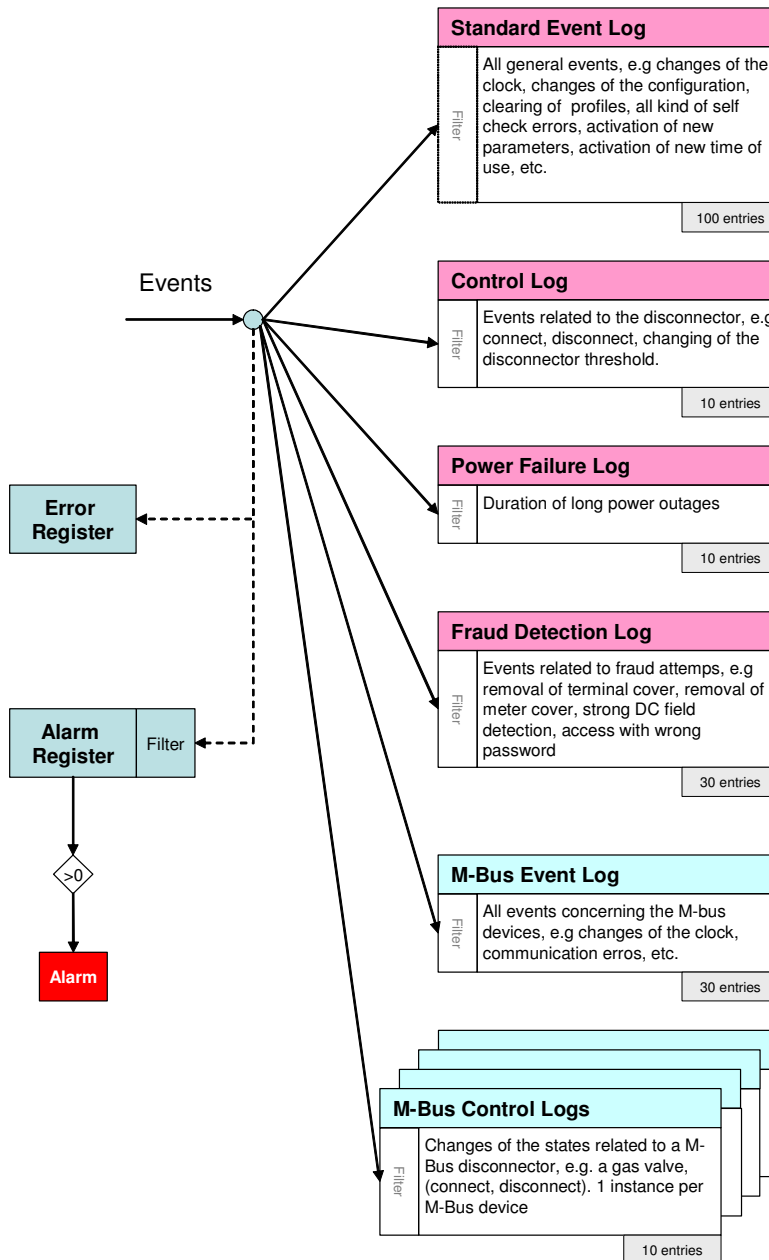 Standard Event Log
Filter
All general events, e.g changes of the
clock, changes of the configuration,
clearing of  profiles, all kind of self
check errors, activation of new
parameters, activation of new time of
use, etc.
100 entries
Events
Control Log
Filter
Events related to the disconnector, e.g
connect, disconnect, changing of the
disconnector threshold.
10 entries
Power Failure Log
Filter
Duration of long power outages
10 entries
Error
Register
Fraud Detection Log
Filter
Events related to fraud attemps, e.g
removal of terminal cover, removal of
meter cover, strong DC field
detection, access with wrong
password
30 entries
Alarm
Register
Filter
>0
Alarm
M-Bus Event Log
Filter
All events concerning the M-bus
devices, e.g changes of the clock,
communication erros, etc.
30 entries
M-Bus Control Logs
Filter
Changes of the states related to a M-
Bus disconnector, e.g. a gas valve,
(connect, disconnect). 1 instance per
M-Bus device
10 entries